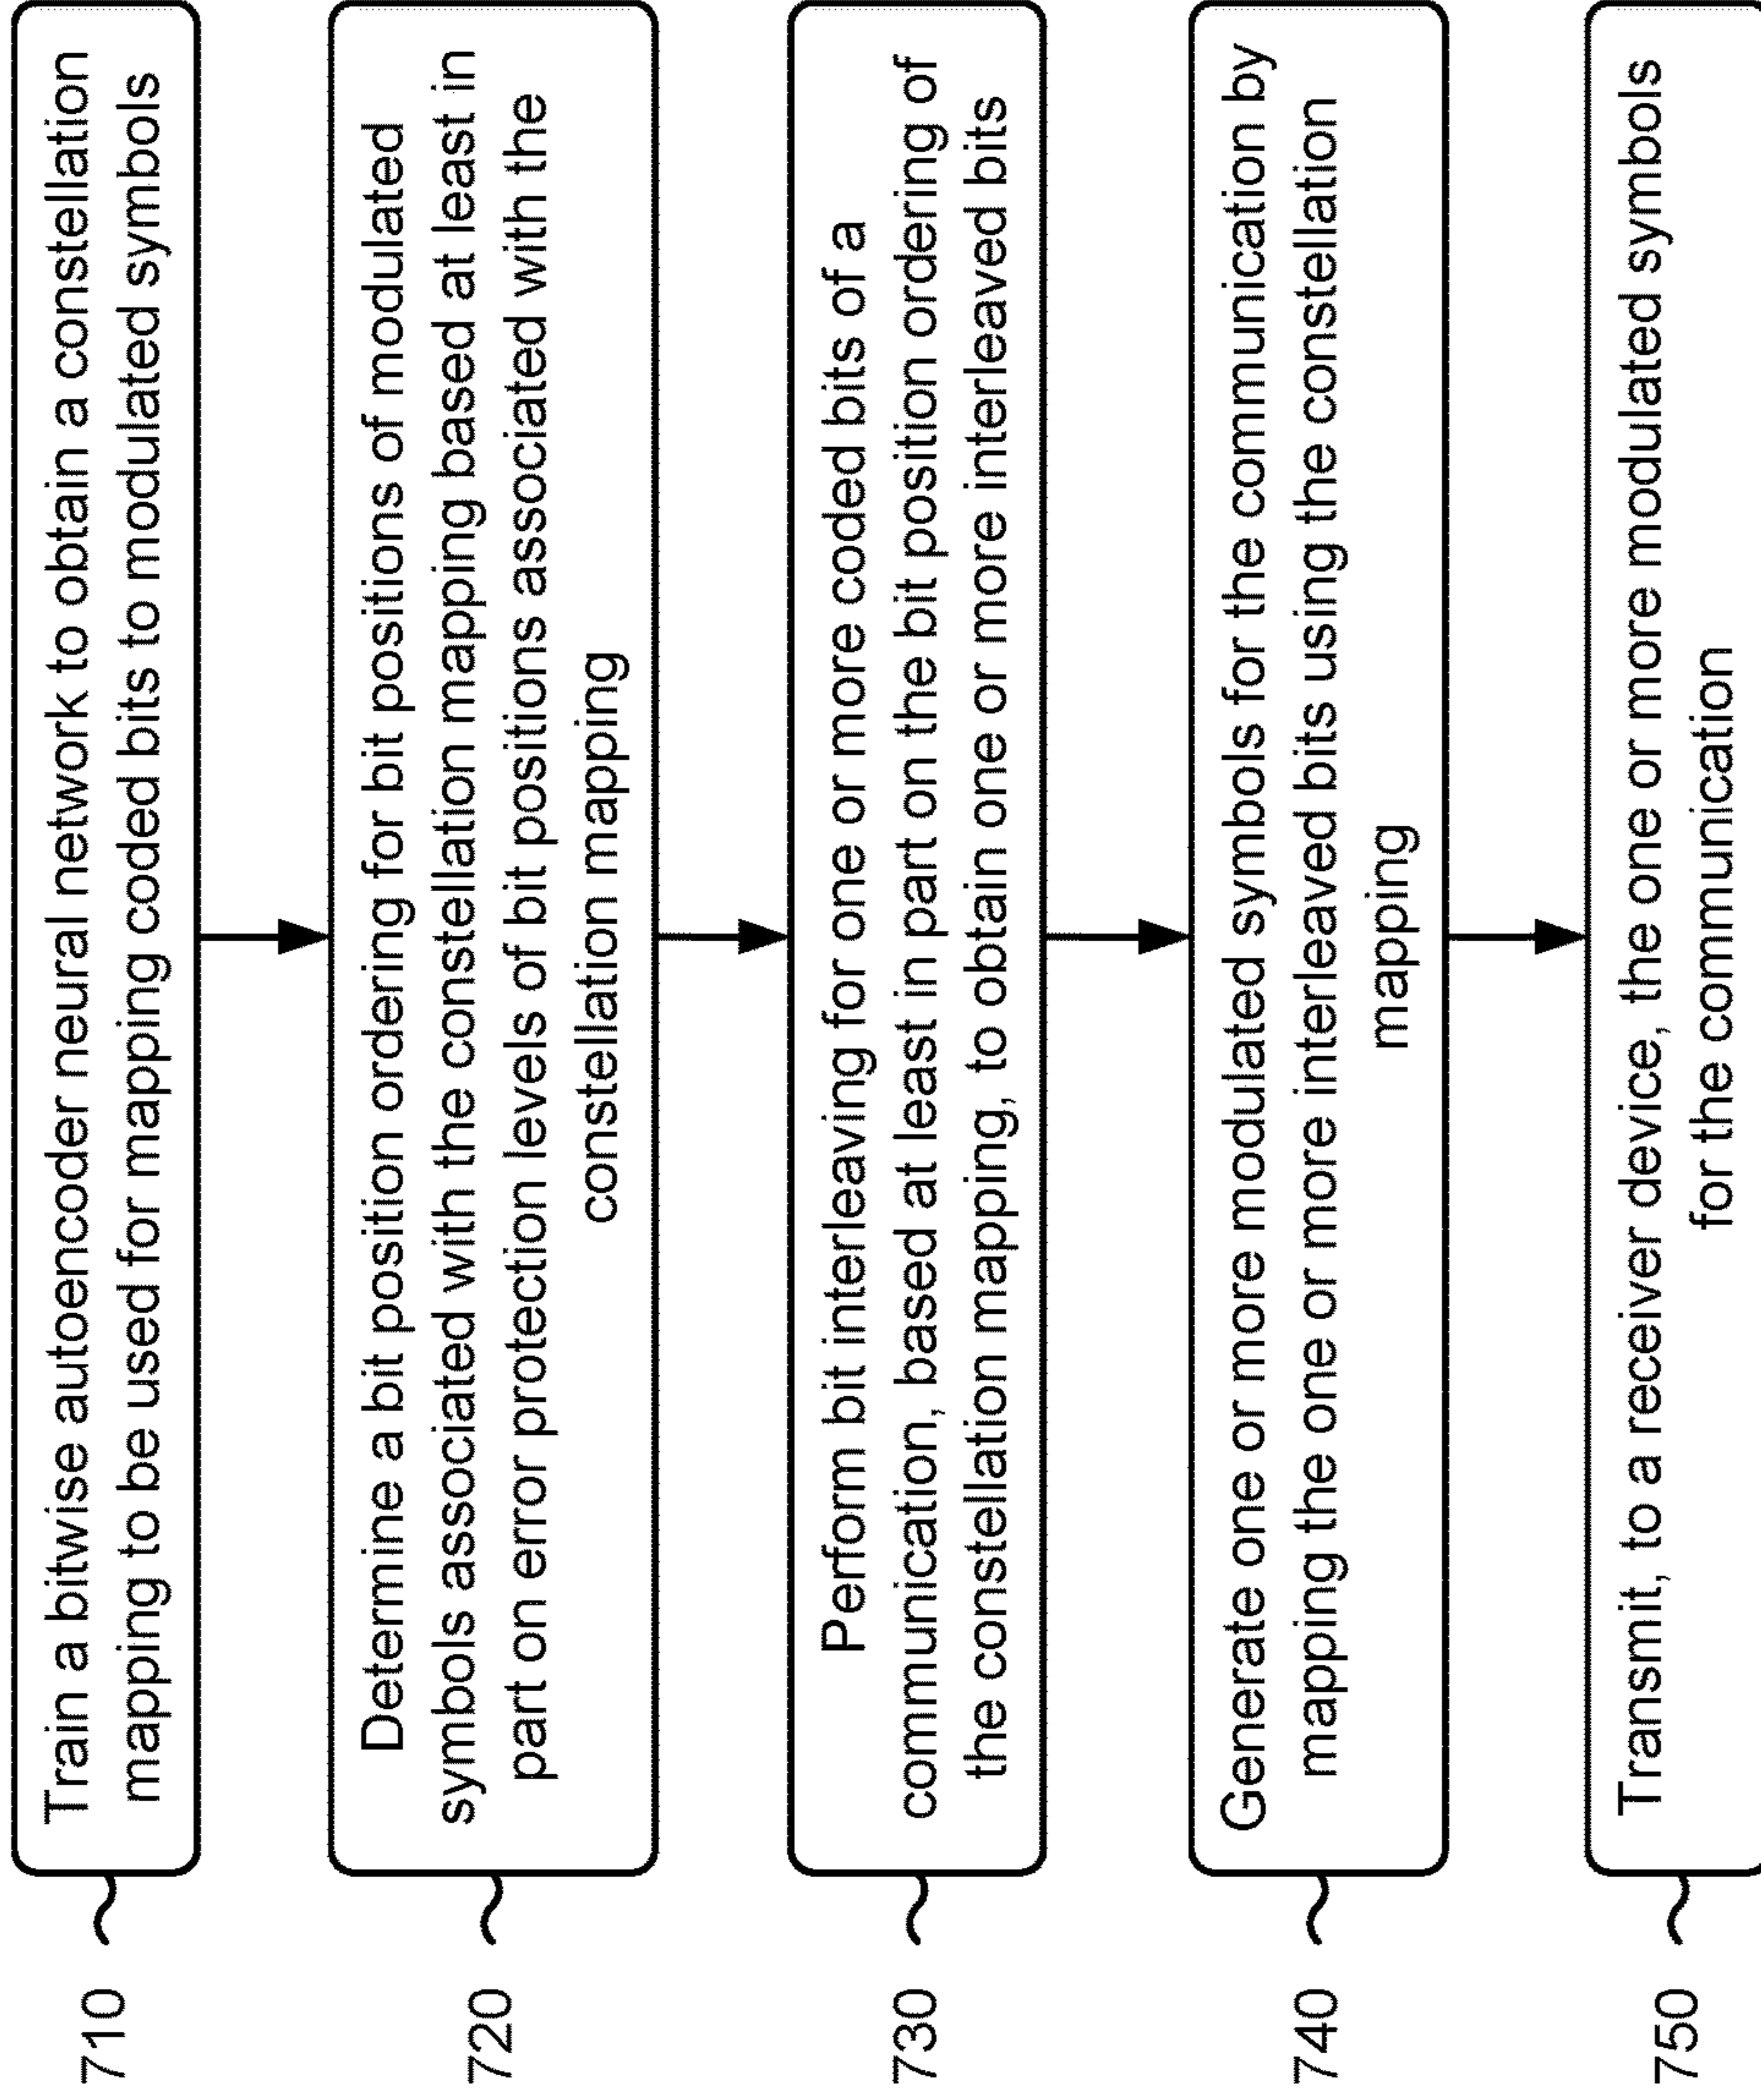 710
Train a bitwise autoencoder neural network to obtain a constellation
mapping to be used for mapping coded bits to modulated symbols
720
Determine a bit position ordering for bit positions of modulated
symbols associated with the constellation mapping based at least in
part on error protection levels of bit positions associated with the
constellation mapping
730
Perform bit interleaving for one or more coded bits of a
communication, based at least in part on the bit position ordering of
the constellation mapping, to obtain one or more interleaved bits
740
Generate one or more modulated symbols for the communication by
mapping the one or more interleaved bits using the constellation
mapping
750
Transmit, to a receiver device, the one or more modulated symbols
for the communication